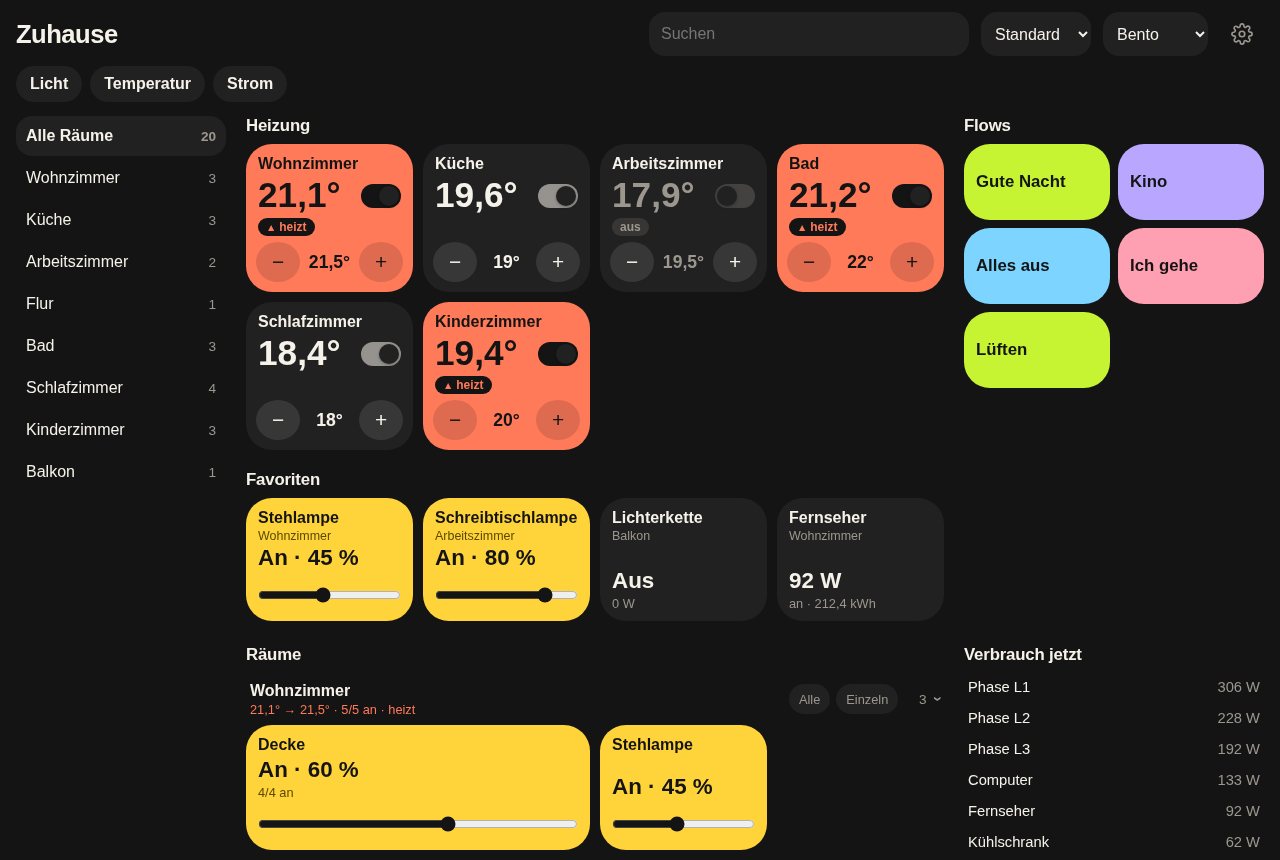 Zuhause
Suchen
Standard
Bento
Licht
Temperatur
Strom
Alle Räume 20
Wohnzimmer 3
Küche 3
Arbeitszimmer 2
Flur 1
Bad 3
Schlafzimmer 4
Kinderzimmer 3
Balkon 1
Heizung
Wohnzimmer
21,1°
▲ heizt
− 21,5° +
Küche
19,6°
− 19° +
Arbeitszimmer
17,9°
aus
− 19,5° +
Bad
21,2°
▲ heizt
− 22° +
Schlafzimmer
18,4°
− 18° +
Kinderzimmer
19,4°
▲ heizt
− 20° +
Flows
Gute Nacht
Kino
Alles aus
Ich gehe
Lüften
Favoriten
Stehlampe
Wohnzimmer
An · 45 %
Schreibtischlampe
Arbeitszimmer
An · 80 %
Lichterkette
Balkon
Aus
0 W
Fernseher
Wohnzimmer
92 W
an · 212,4 kWh
Räume
Wohnzimmer
21,1° → 21,5° · 5/5 an · heizt
Alle
Einzeln
3
Decke
An · 60 %
4/4 an
Stehlampe
An · 45 %
Verbrauch jetzt
Phase L1 306 W
Phase L2 228 W
Phase L3 192 W
Computer 133 W
Fernseher 92 W
Kühlschrank 62 W